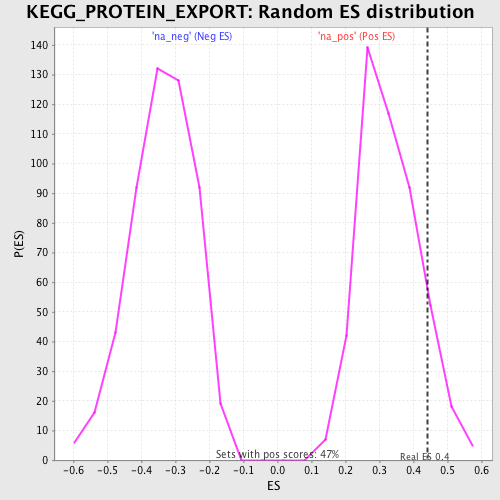 KEGG_PROTEIN_EXPORT: Random ES distribution
'na_neg' (Neg ES) 'na_pos' (Pos ES)
140
130
120
110
100
90
80
70
60
50
40
30
20
10
0
P(ES)
Sets with pos scores: 47%
Real ES 0.4
-0.6 -0.5 -0.4 -0.3 -0.2 -0.1 0.0 0.1 0.2 0.3 0.4 0.5 0.6
ES